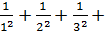 1/1² + 1/2² + 1/3² +